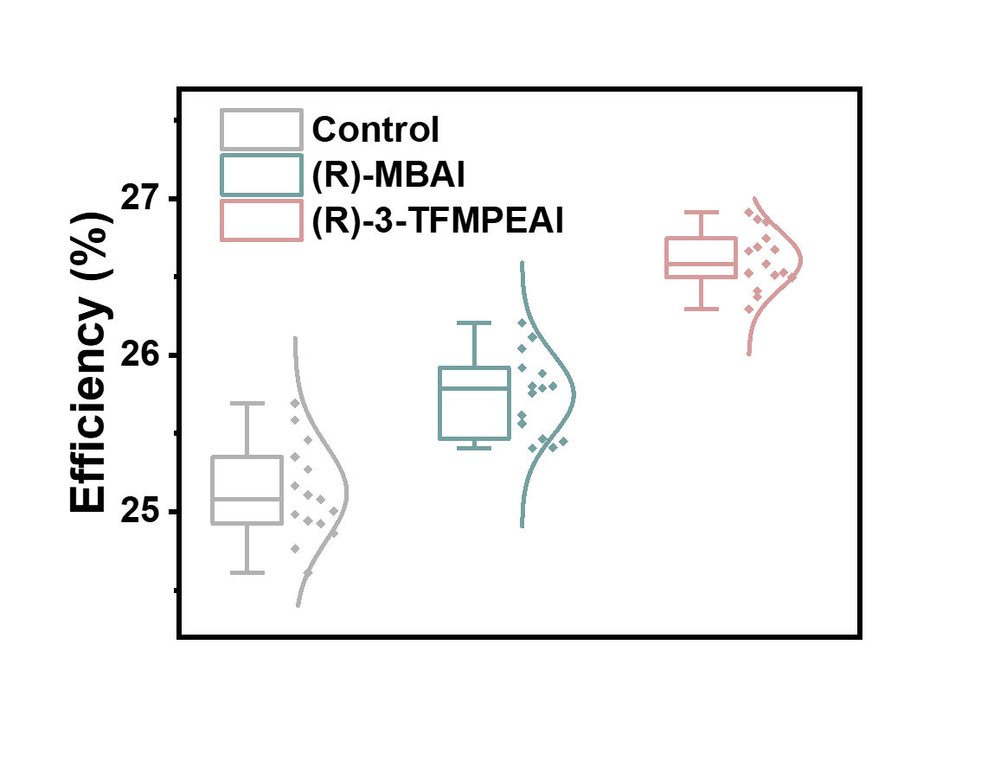 Control
(R)-MBAI
(R)-3-TFMPEAI
Efficiency (%)
27
26
25